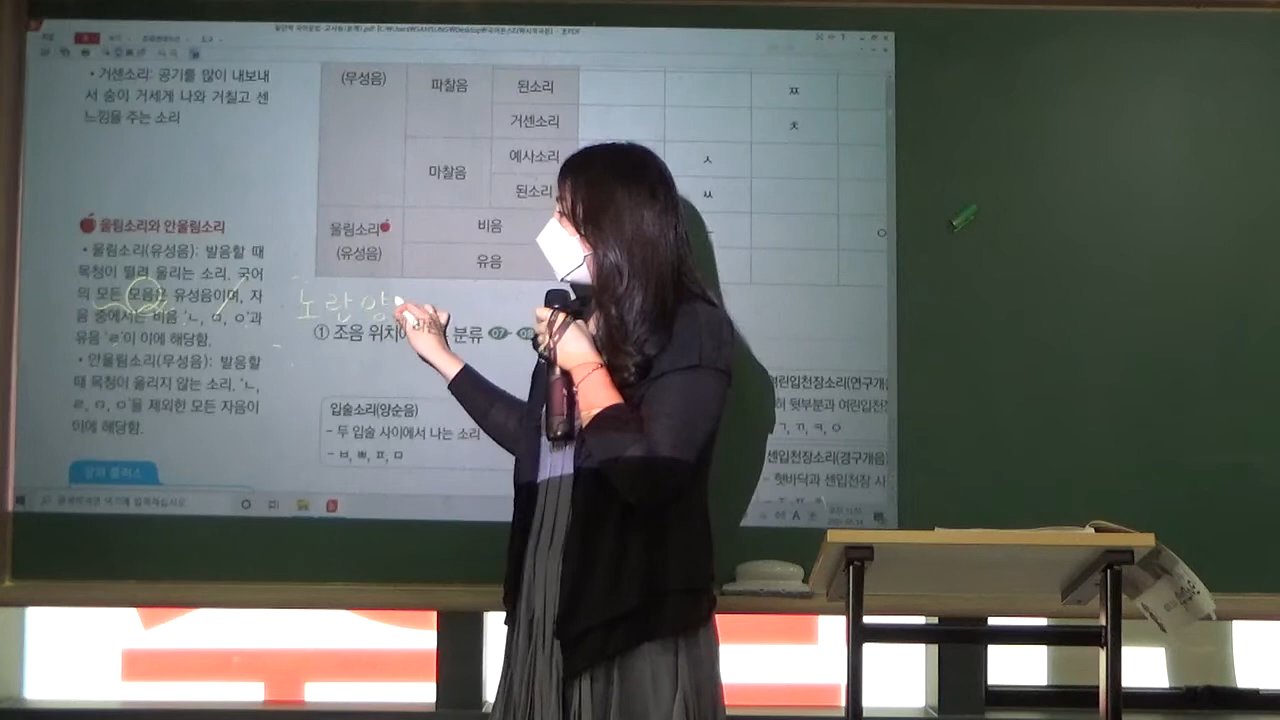 • 거센소리: 공기를 많이 내보내
서 숨이 거세게 나와 거칠고 센
느낌을 주는 소리
울림소리와 안울림소리
• 울림소리(유성음): 발음할 때
목청이 떨려 울리는 소리. 국어
의 모든 모음은 유성음이며, 자
음 중에서는 비음 'ㄴ, ㅁ, ㅇ'과
유음 'ㄹ'이 이에 해당함.
• 안울림소리(무성음): 발음할
때 목청이 울리지 않는 소리. 'ㄴ,
ㄹ, ㅁ, ㅇ'을 제외한 모든 자음이
이에 해당함.
(무성음) 파찰음 된소리 ㅉ
거센소리 ㅊ
마찰음 예사소리 ㅅ
된소리 ㅆ
울림소리 (유성음) 비음 ㅇ
유음
노란양
① 조음 위치에 분류 07 08
입술소리(양순음)
- 두 입술 사이에서 나는 소리
- ㅂ, ㅃ, ㅍ, ㅁ
여린입천장소리(연구개음
혀 뒷부분과 여린입천
ㄱ, ㄲ, ㅋ, ㅇ
센입천장소리(경구개음
- 혓바닥과 센입천장 사